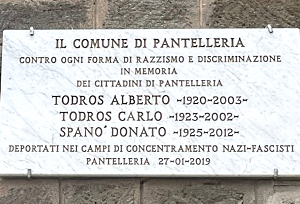 IL COMUNE DI PANTELLERIA
CONTRO OGNI FORMA DI RAZZISMO E DISCRIMINAZIONE
IN MEMORIA
DEI CITTADINI DI PANTELLERIA
TODROS ALBERTO ~1920-2003~
TODROS CARLO ~1923-2002~
SPANO' DONATO ~1925-2012~
DEPORTATI NEI CAMPI DI CONCENTRAMENTO NAZI-FASCISTI
PANTELLERIA 27-01-2019